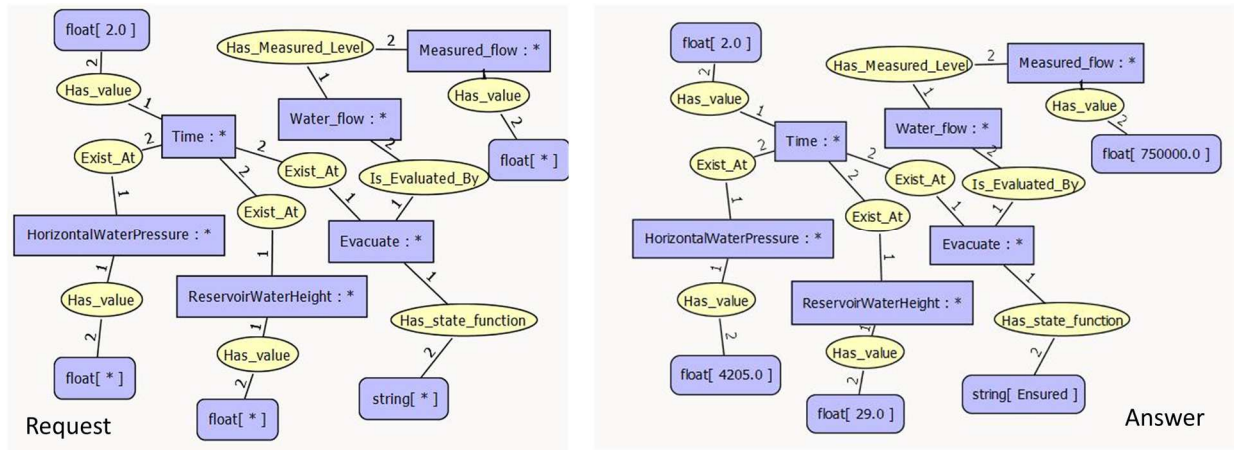 float[ 2.0 ]
2
Has_value
1
Has_Measured_Level
2
Measured_flow : *
1
1
Has_value
2
float[ * ]
Water_flow : *
2
Time : *
2
Exist_At
1
2
Exist_At
1
2
Exist_At
1
Is_Evaluated_By
1
HorizontalWaterPressure : *
1
Has_value
2
float[ * ]
ReservoirWaterHeight : *
1
Has_value
2
float[ * ]
Evacuate : *
1
Has_state_function
2
string[ * ]
Request
float[ 2.0 ]
2
Has_value
1
Has_Measured_Level
2
Measured_flow : *
1
1
Has_value
2
float[ 750000.0 ]
Water_flow : *
2
Time : *
2
Exist_At
1
2
Exist_At
1
2
Exist_At
1
Is_Evaluated_By
1
HorizontalWaterPressure : *
1
Has_value
2
float[ 4205.0 ]
ReservoirWaterHeight : *
1
Has_value
2
float[ 29.0 ]
Evacuate : *
1
Has_state_function
2
string[ Ensured ]
Answer